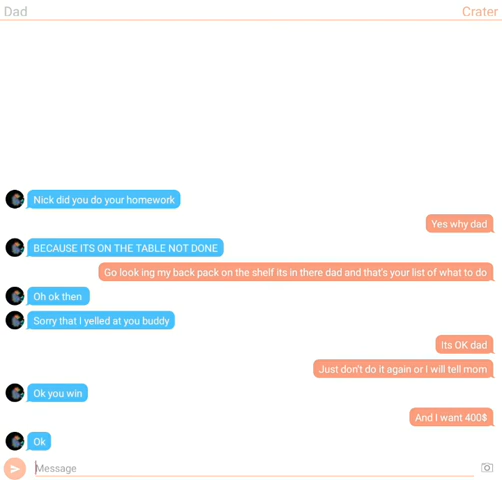 Dad
Crater
Nick did you do your homework
Yes why dad
BECAUSE ITS ON THE TABLE NOT DONE
Go look ing my back pack on the shelf its in there dad and that's your list of what to do
Oh ok then
Sorry that I yelled at you buddy
Its OK dad
Just don't do it again or I will tell mom
Ok you win
And I want 400$
Ok
Message